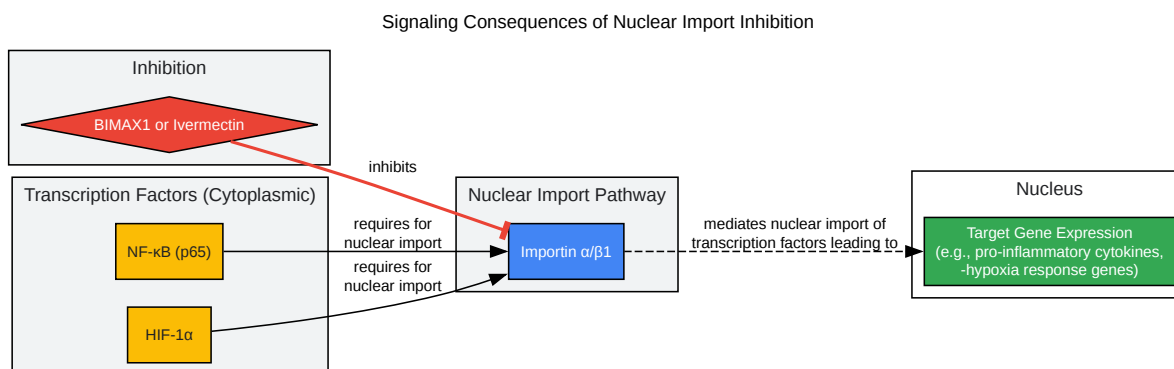 Signaling Consequences of Nuclear Import Inhibition
Inhibition
BIMAX1 or Ivermectin
inhibits
Transcription Factors (Cytoplasmic)
NF-κB (p65)
HIF-1α
requires for
nuclear import
requires for
nuclear import
Nuclear Import Pathway
Importin α/β1
mediates nuclear import of
transcription factors leading to
Nucleus
Target Gene Expression
(e.g., pro-inflammatory cytokines,
-hypoxia response genes)